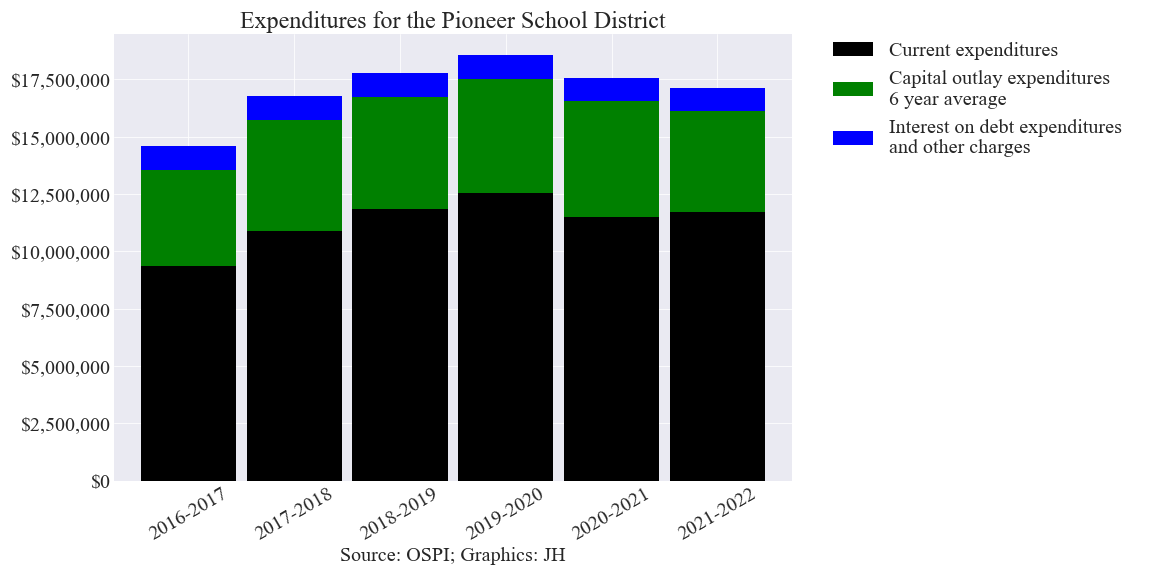 Expenditures for the Pioneer School District
$17,500,000
$15,000,000
$12,500,000
$10,000,000
$7,500,000
$5,000,000
$2,500,000
$0
2016-2017
2017-2018
2018-2019
2019-2020
2020-2021
2021-2022
Source: OSPI; Graphics: JH
Current expenditures
Capital outlay expenditures
6 year average
Interest on debt expenditures
and other charges